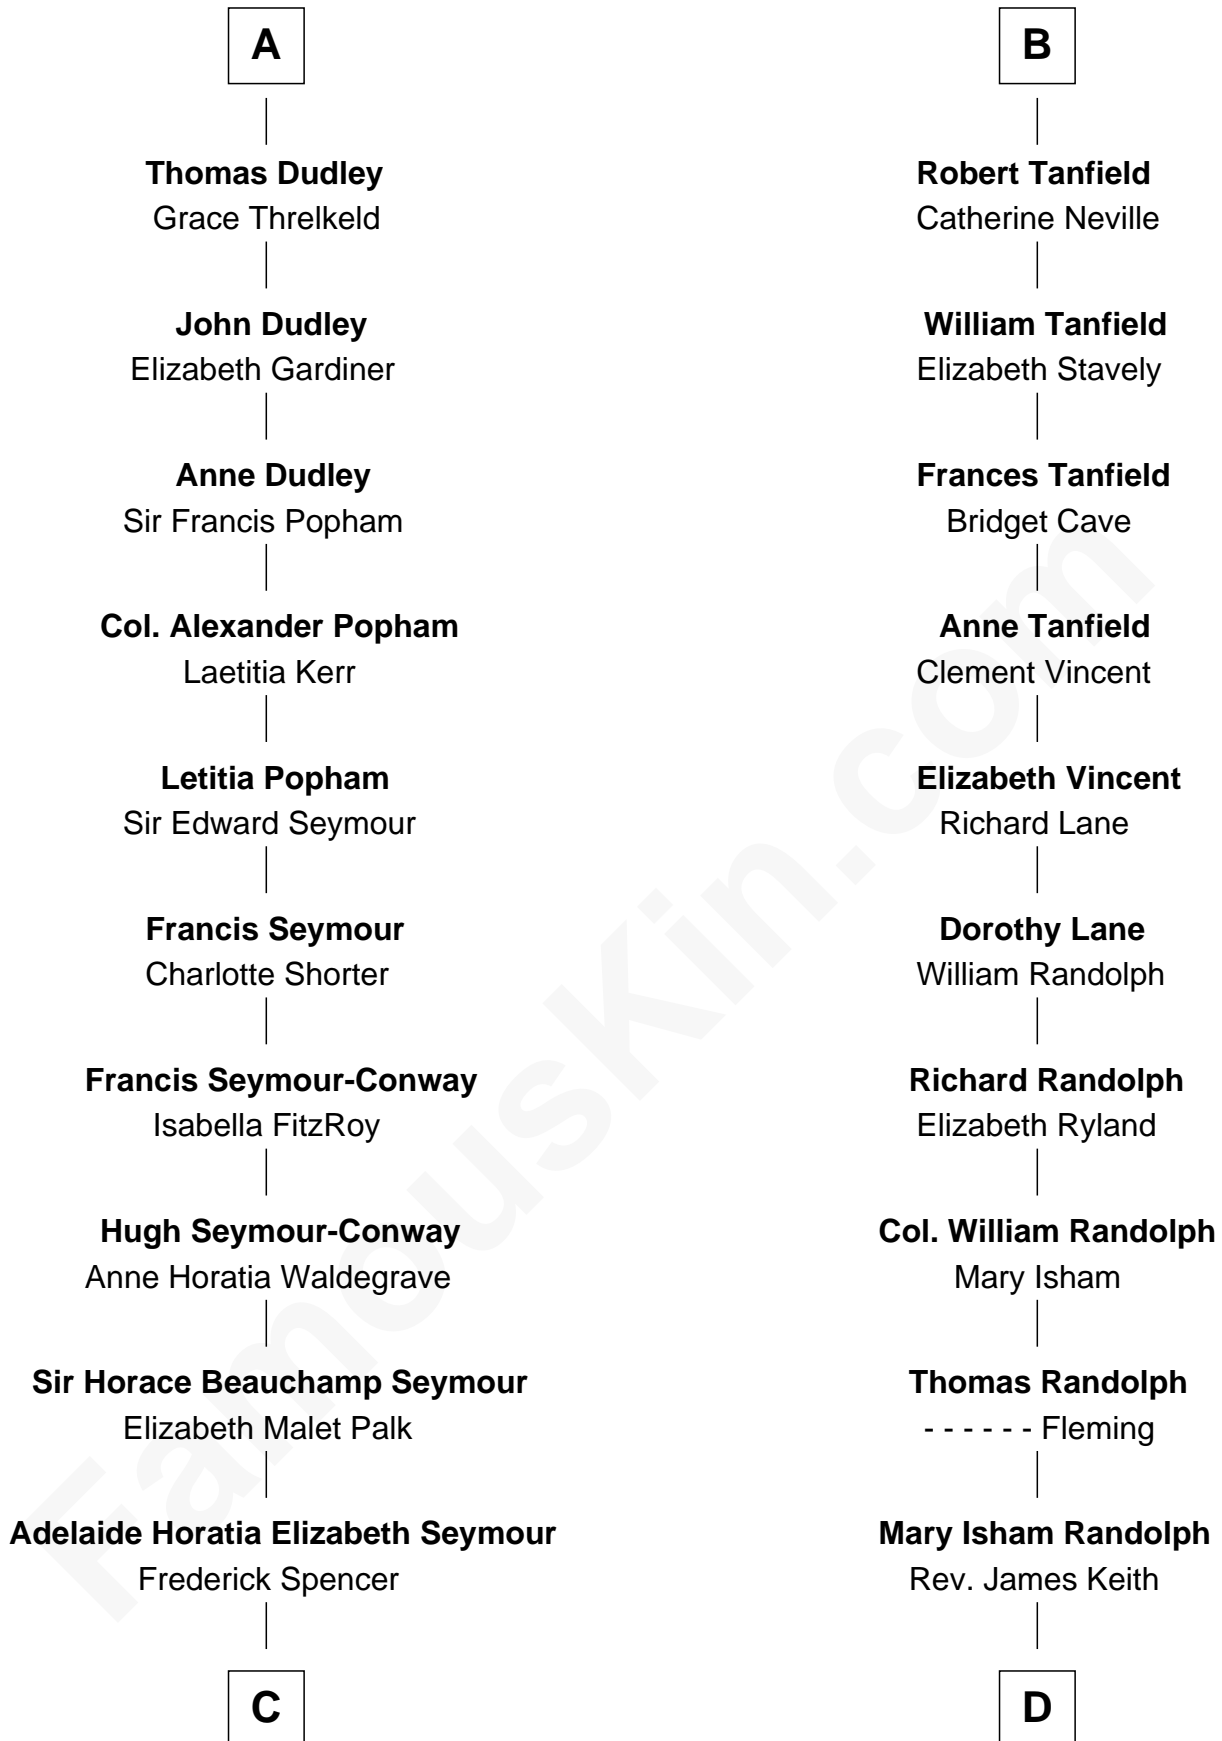 A
Thomas Dudley
Grace Threlkeld
John Dudley
Elizabeth Gardiner
Anne Dudley
Sir Francis Popham
Col. Alexander Popham
Laetitia Kerr
Letitia Popham
Sir Edward Seymour
Francis Seymour
Charlotte Shorter
Francis Seymour-Conway
Isabella FitzRoy
Hugh Seymour-Conway
Anne Horatia Waldegrave
Sir Horace Beauchamp Seymour
Elizabeth Malet Palk
Adelaide Horatia Elizabeth Seymour
Frederick Spencer
C
B
Robert Tanfield
Catherine Neville
William Tanfield
Elizabeth Stavely
Frances Tanfield
Bridget Cave
Anne Tanfield
Clement Vincent
Elizabeth Vincent
Richard Lane
Dorothy Lane
William Randolph
Richard Randolph
Elizabeth Ryland
Col. William Randolph
Mary Isham
Thomas Randolph
- - - - - - Fleming
Mary Isham Randolph
Rev. James Keith
D
FamousKin.com